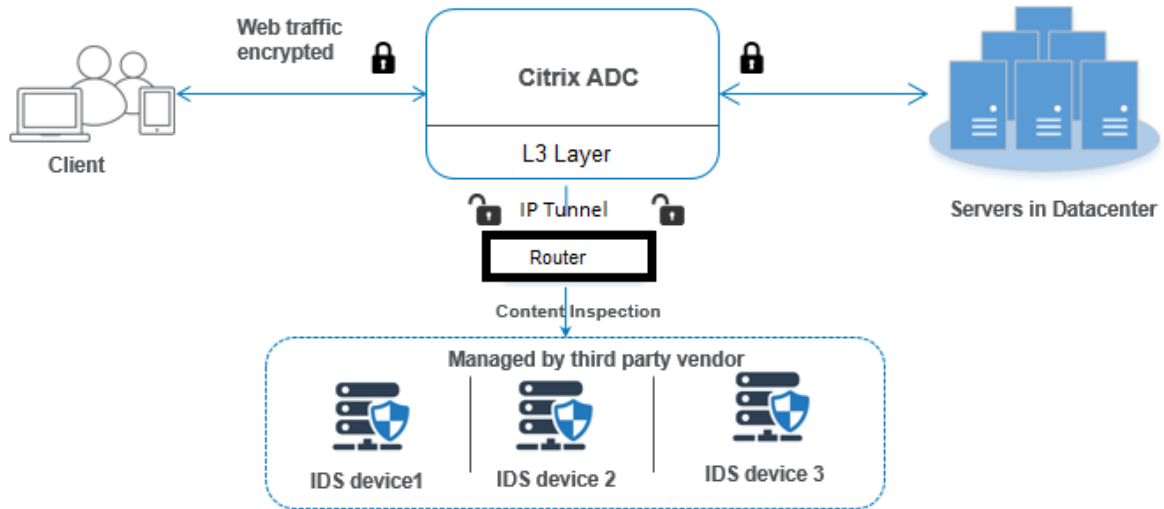 Web traffic
encrypted
Citrix ADC
L3 Layer
Client
Servers in Datacenter
IP Tunnel
Router
Content Inspection
Managed by third party vendor
IDS device1
IDS device 2
IDS device 3